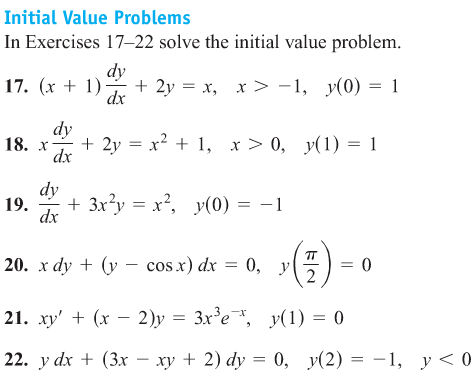 Initial Value Problems
In Exercises 17–22 solve the initial value problem.
17. (x + 1) dy/dx + 2y = x, x > −1, y(0) = 1
18. x dy/dx + 2y = x² + 1, x > 0, y(1) = 1
19. dy/dx + 3x²y = x², y(0) = −1
20. x dy + (y − cos x) dx = 0, y(π/2) = 0
21. xy′ + (x − 2)y = 3x³e⁻ˣ, y(1) = 0
22. y dx + (3x − xy + 2) dy = 0, y(2) = −1, y < 0